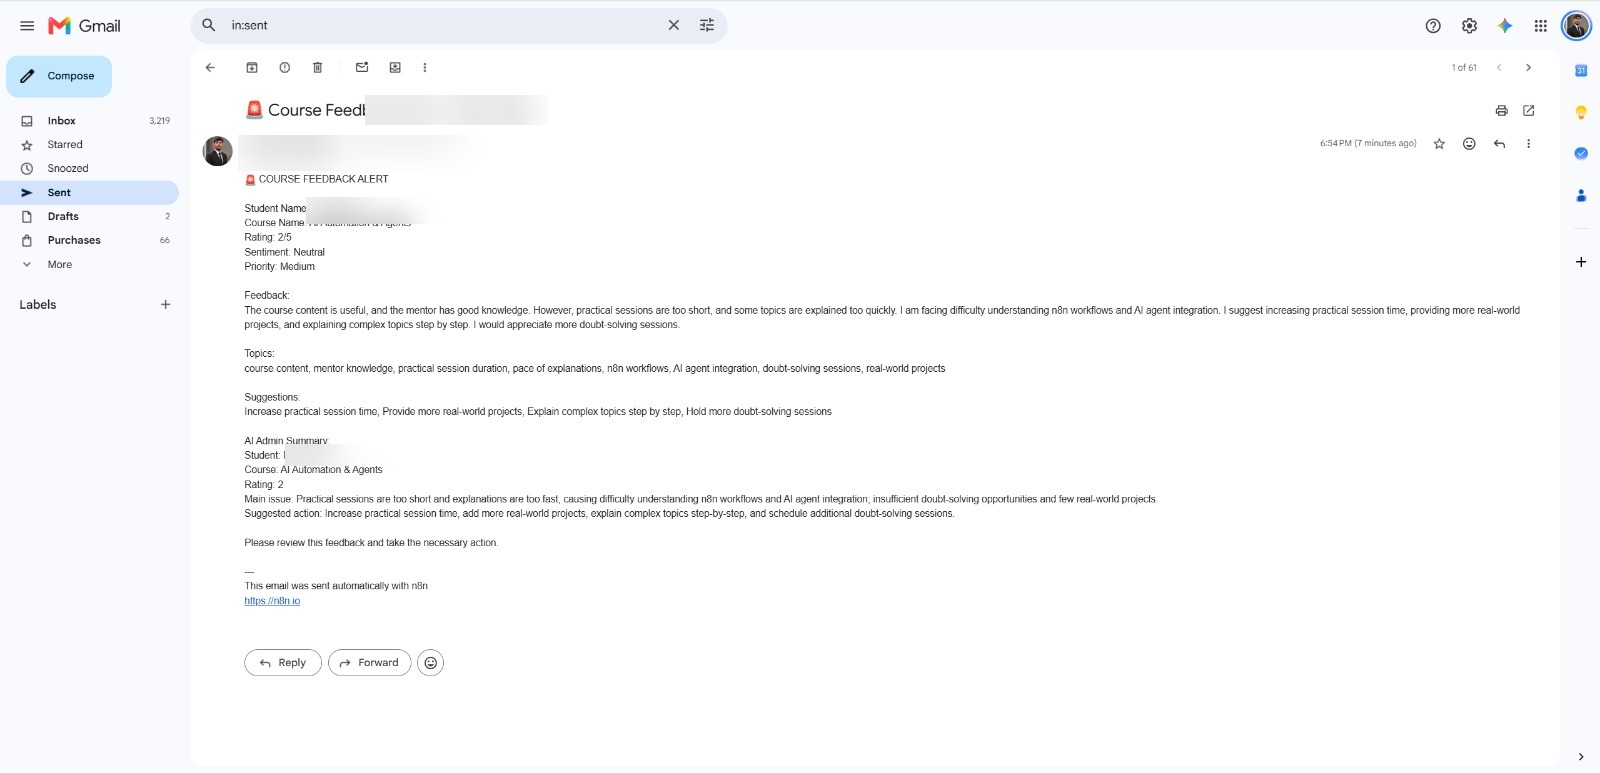 Gmail
in:sent
Compose
Inbox 3,219
Starred
Snoozed
Sent
Drafts 2
Purchases 66
More
Labels
1 of 61
🚨 Course Feedb
6:54 PM (7 minutes ago)
🚨 COURSE FEEDBACK ALERT
Student Name
Course Name: AI Automation & Agents
Rating: 2/5
Sentiment: Neutral
Priority: Medium
Feedback:
The course content is useful, and the mentor has good knowledge. However, practical sessions are too short, and some topics are explained too quickly. I am facing difficulty understanding n8n workflows and AI agent integration. I suggest increasing practical session time, providing more real-world
projects, and explaining complex topics step by step. I would appreciate more doubt-solving sessions.
Topics:
course content, mentor knowledge, practical session duration, pace of explanations, n8n workflows, AI agent integration, doubt-solving sessions, real-world projects
Suggestions:
Increase practical session time, Provide more real-world projects, Explain complex topics step by step, Hold more doubt-solving sessions
AI Admin Summary:
Student:
Course: AI Automation & Agents
Rating: 2
Main issue: Practical sessions are too short and explanations are too fast, causing difficulty understanding n8n workflows and AI agent integration; insufficient doubt-solving opportunities and few real-world projects.
Suggested action: Increase practical session time, add more real-world projects, explain complex topics step-by-step, and schedule additional doubt-solving sessions.
Please review this feedback and take the necessary action.
---
This email was sent automatically with n8n
https://n8n.io
Reply
Forward
31